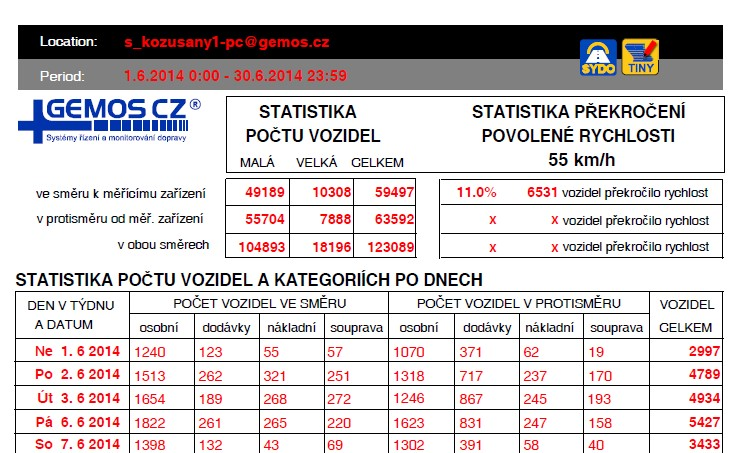 Location: s_kozusany1-pc@gemos.cz
SYDO TINY
Period: 1.6.2014 0:00 - 30.6.2014 23:59
GEMOS CZ®
Systémy řízení a monitorování dopravy
STATISTIKA
POČTU VOZIDEL
MALÁ VELKÁ CELKEM
STATISTIKA PŘEKROČENÍ
POVOLENÉ RYCHLOSTI
55 km/h
ve směru k měřícímu zařízení 49189 10308 59497 11.0% 6531 vozidel překročilo rychlost
v protisměru od měř. zařízení 55704 7888 63592 x x vozidel překročilo rychlost
v obou směrech 104893 18196 123089 x x vozidel překročilo rychlost
STATISTIKA POČTU VOZIDEL A KATEGORIÍCH PO DNECH
DEN V TÝDNU A DATUM POČET VOZIDEL VE SMĚRU POČET VOZIDEL V PROTISMĚRU VOZIDEL CELKEM
osobní dodávky nákladní souprava osobní dodávky nákladní souprava
Ne 1. 6 2014 1240 123 55 57 1070 371 62 19 2997
Po 2. 6 2014 1513 262 321 251 1318 717 237 170 4789
Út 3. 6 2014 1654 189 268 272 1246 867 245 193 4934
Pá 6. 6 2014 1822 261 265 220 1623 831 247 158 5427
So 7. 6 2014 1398 132 43 69 1302 391 58 40 3433